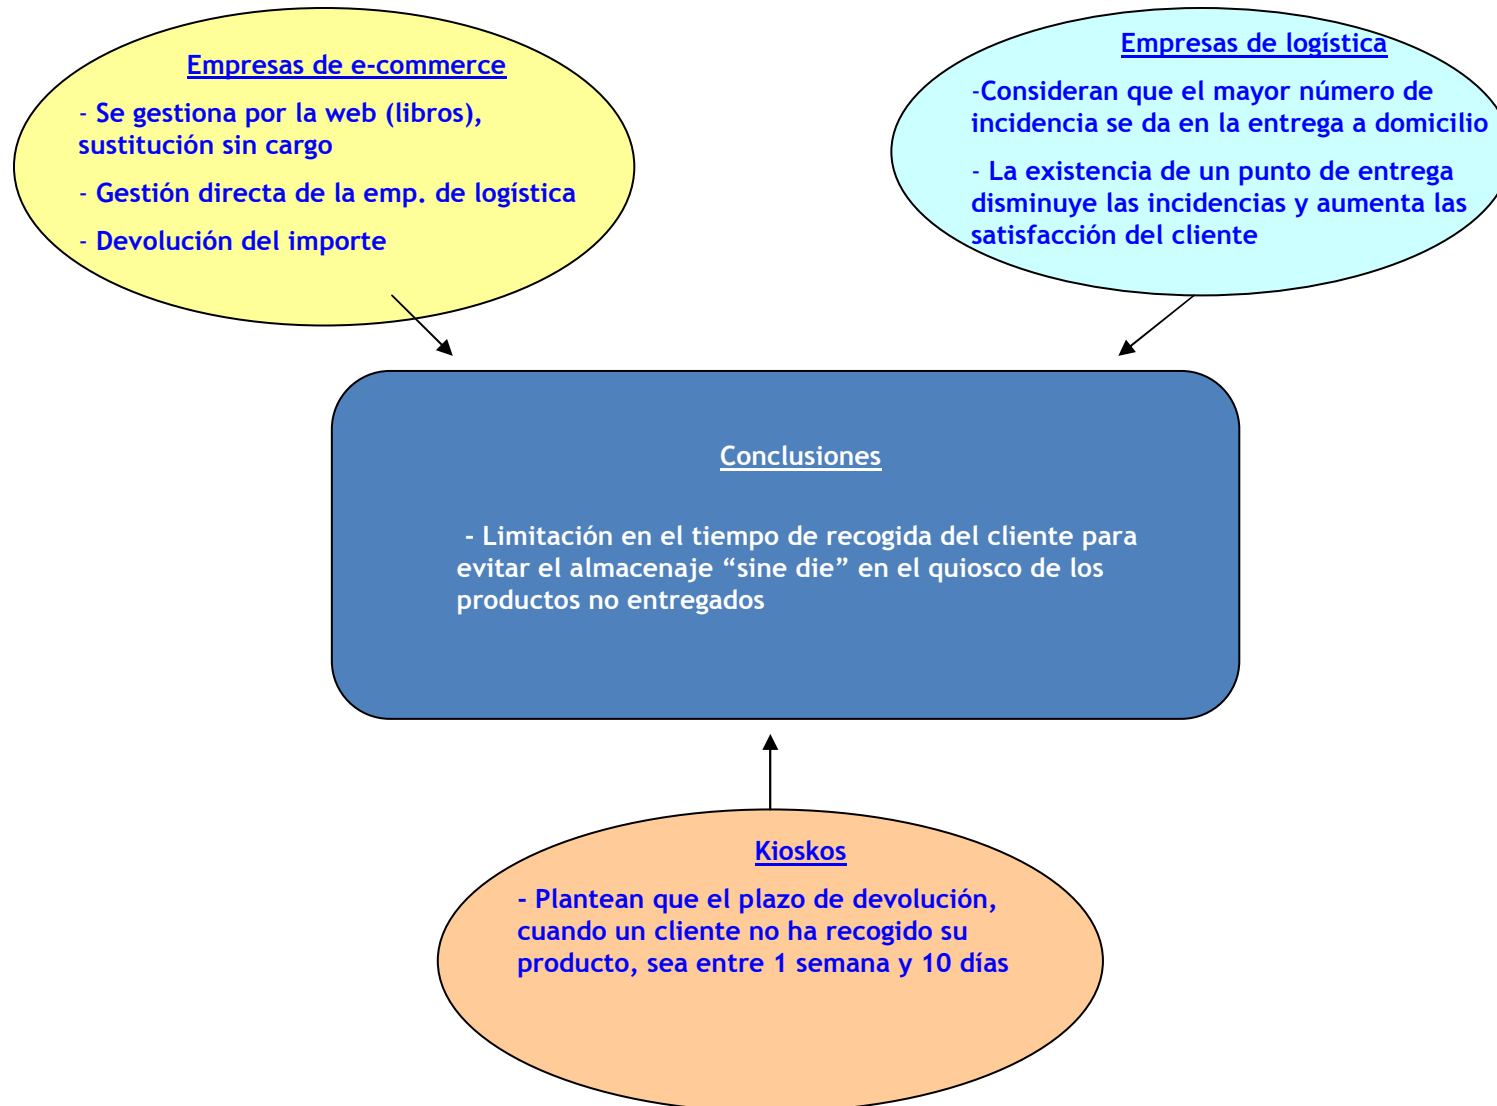 Empresas de e-commerce
- Se gestiona por la web (libros),
sustitución sin cargo
- Gestión directa de la emp. de logística
- Devolución del importe
Empresas de logística
-Consideran que el mayor número de
incidencia se da en la entrega a domicilio
- La existencia de un punto de entrega
disminuye las incidencias y aumenta las
satisfacción del cliente
Conclusiones
- Limitación en el tiempo de recogida del cliente para
evitar el almacenaje “sine die” en el quiosco de los
productos no entregados
Kioskos
- Plantean que el plazo de devolución,
cuando un cliente no ha recogido su
producto, sea entre 1 semana y 10 días